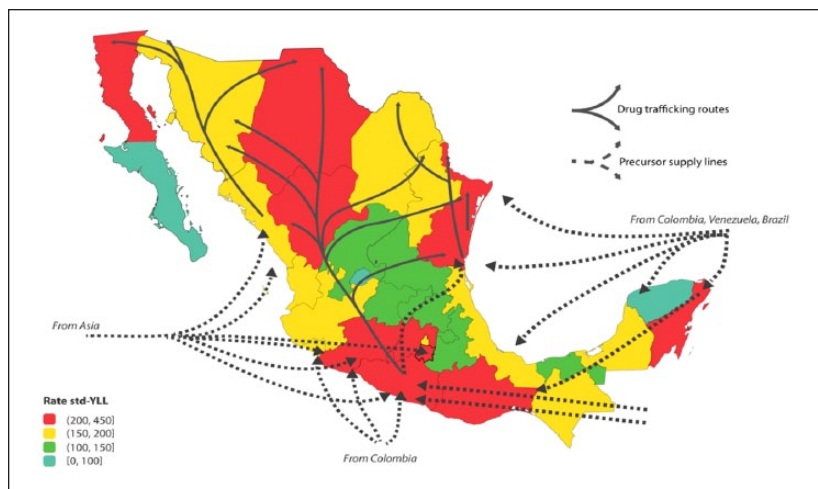 Drug trafficking routes
Precursor supply lines
From Colombia, Venezuela, Brazil
From Asia
Rate std-YLL
(200, 450]
(150, 200]
(100, 150]
[0, 100]
From Colombia